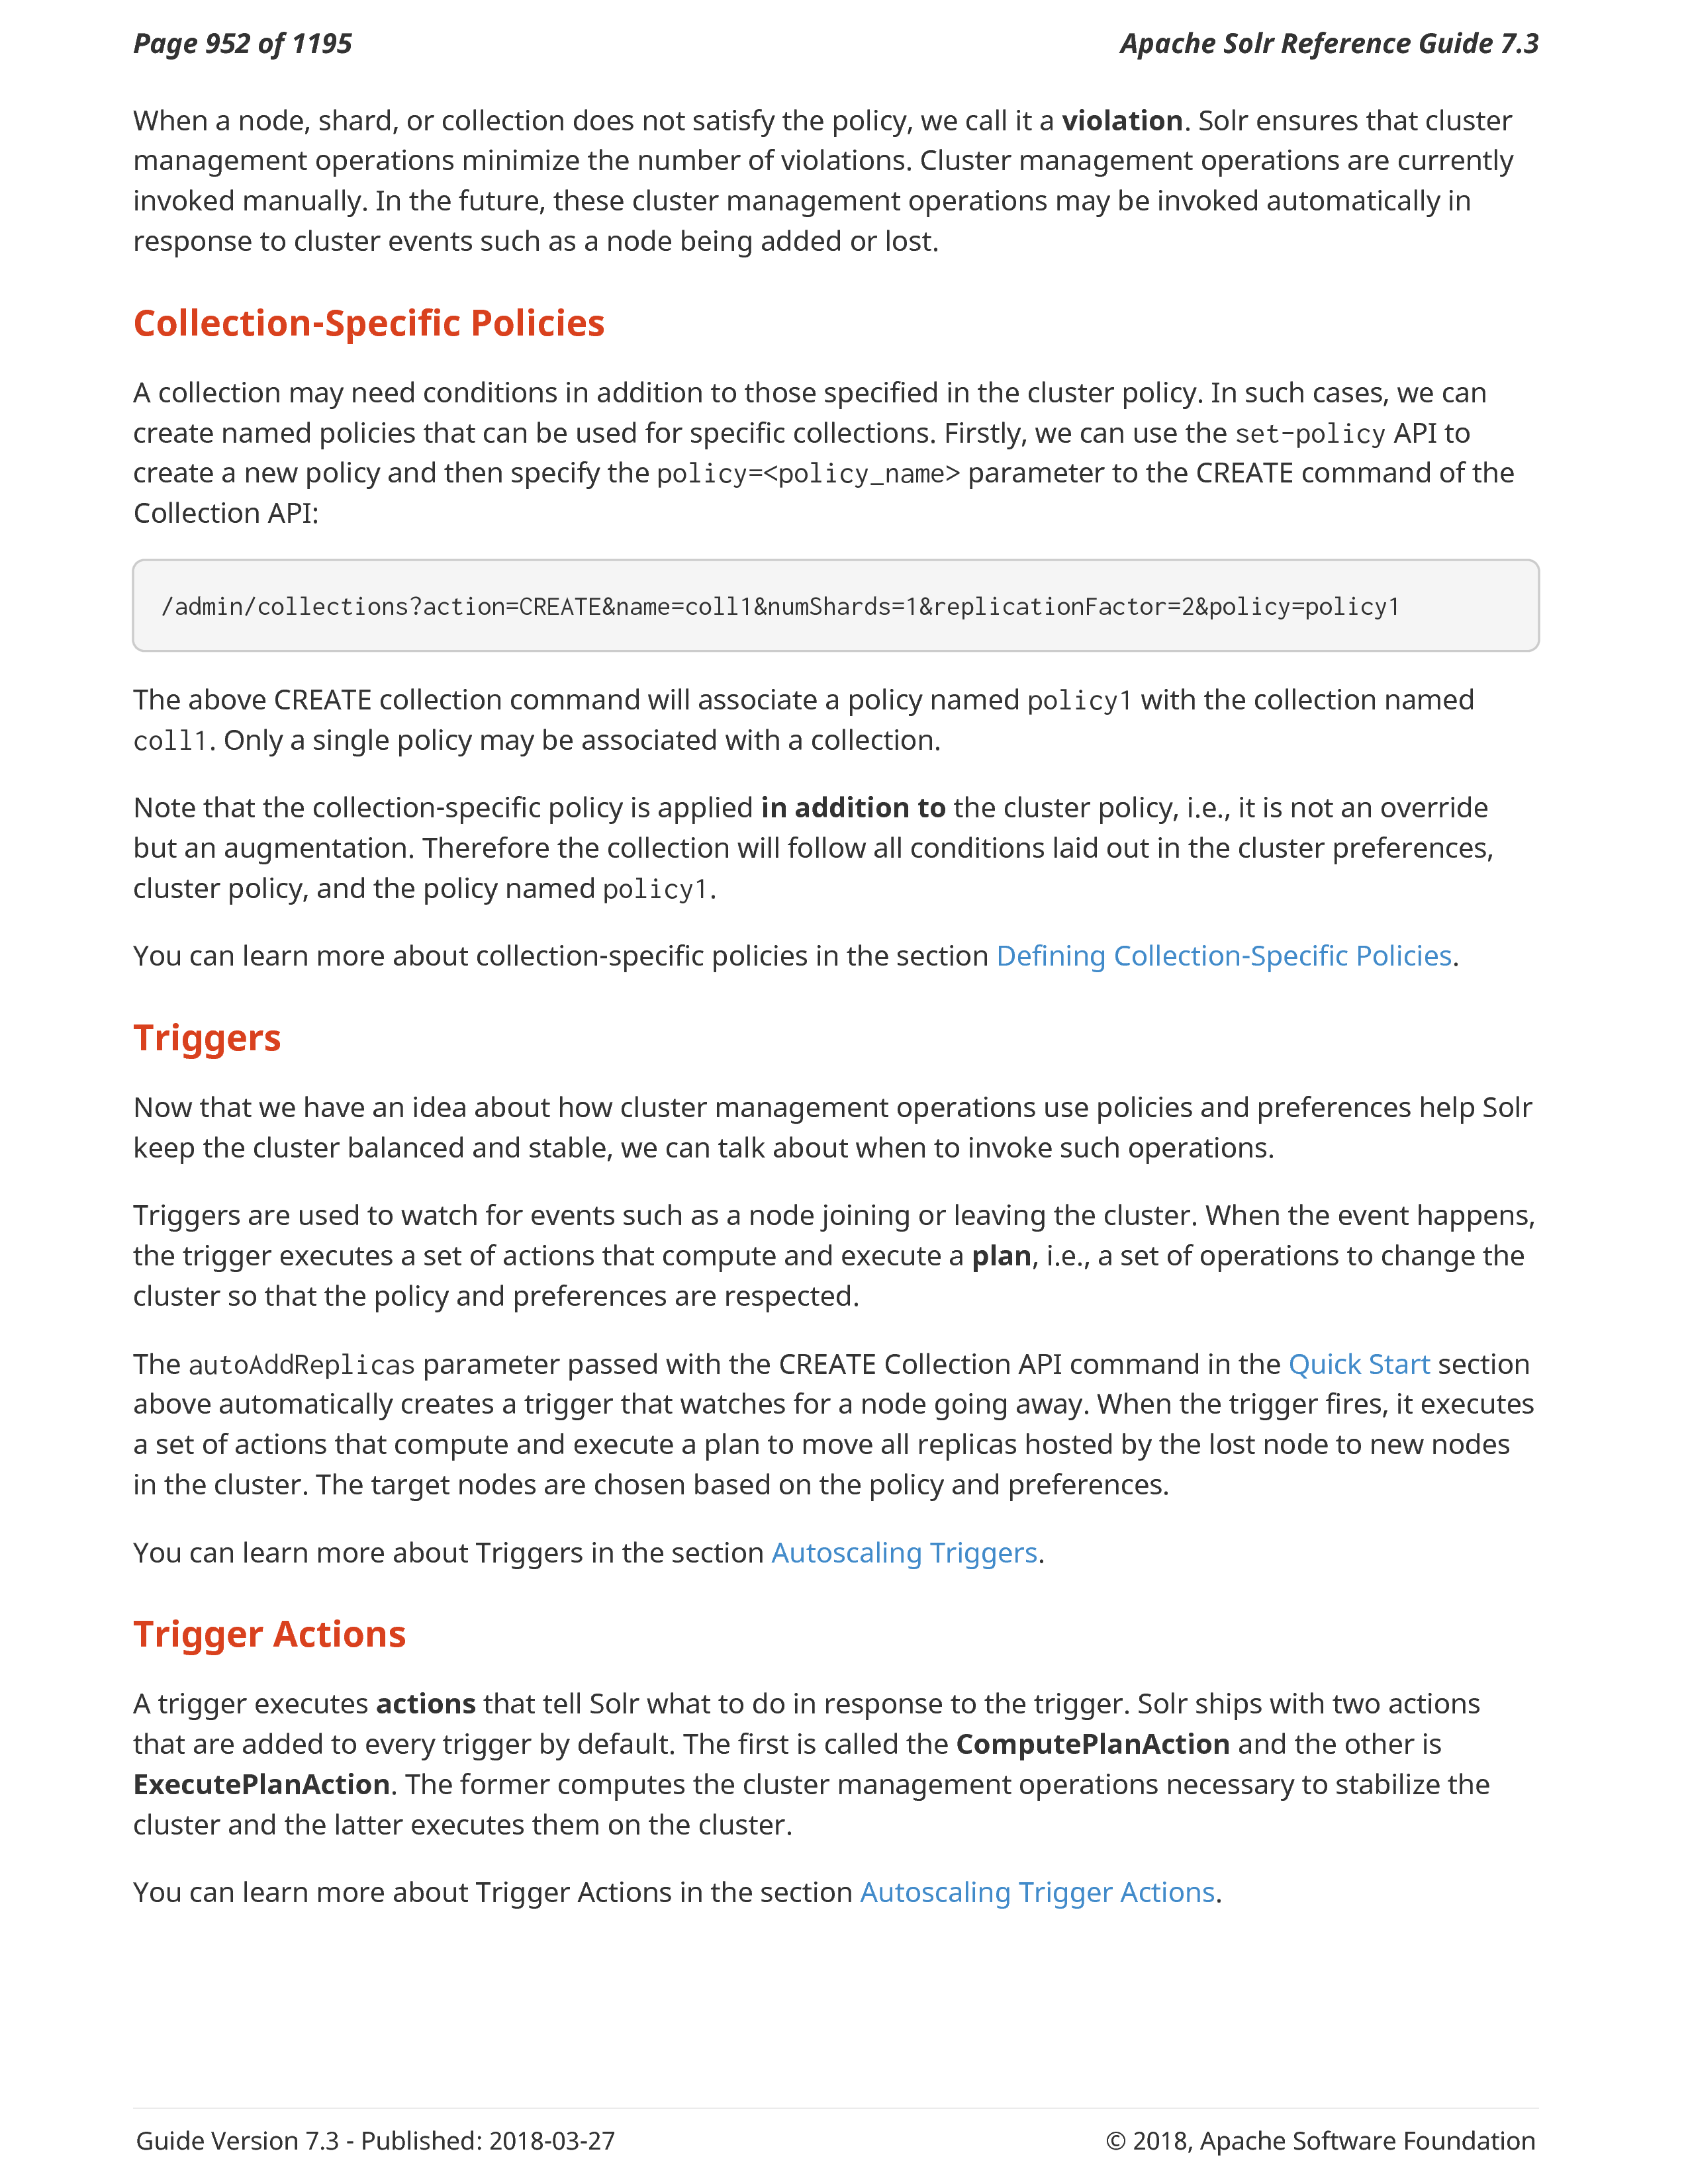 Page 952 of 1195
Apache Solr Reference Guide 7.3
When a node, shard, or collection does not satisfy the policy, we call it a violation. Solr ensures that cluster
management operations minimize the number of violations. Cluster management operations are currently
invoked manually. In the future, these cluster management operations may be invoked automatically in
response to cluster events such as a node being added or lost.
Collection-Specific Policies
A collection may need conditions in addition to those specified in the cluster policy. In such cases, we can
create named policies that can be used for specific collections. Firstly, we can use the set-policy API to
create a new policy and then specify the policy=<policy_name> parameter to the CREATE command of the
Collection API:
/admin/collections?action=CREATE&name=coll1&numShards=1&replicationFactor=2&policy=policy1
The above CREATE collection command will associate a policy named policy1 with the collection named
coll1. Only a single policy may be associated with a collection.
Note that the collection-specific policy is applied in addition to the cluster policy, i.e., it is not an override
but an augmentation. Therefore the collection will follow all conditions laid out in the cluster preferences,
cluster policy, and the policy named policy1.
You can learn more about collection-specific policies in the section Defining Collection-Specific Policies.
Triggers
Now that we have an idea about how cluster management operations use policies and preferences help Solr
keep the cluster balanced and stable, we can talk about when to invoke such operations.
Triggers are used to watch for events such as a node joining or leaving the cluster. When the event happens,
the trigger executes a set of actions that compute and execute a plan, i.e., a set of operations to change the
cluster so that the policy and preferences are respected.
The autoAddReplicas parameter passed with the CREATE Collection API command in the Quick Start section
above automatically creates a trigger that watches for a node going away. When the trigger fires, it executes
a set of actions that compute and execute a plan to move all replicas hosted by the lost node to new nodes
in the cluster. The target nodes are chosen based on the policy and preferences.
You can learn more about Triggers in the section Autoscaling Triggers.
Trigger Actions
A trigger executes actions that tell Solr what to do in response to the trigger. Solr ships with two actions
that are added to every trigger by default. The first is called the ComputePlanAction and the other is
ExecutePlanAction. The former computes the cluster management operations necessary to stabilize the
cluster and the latter executes them on the cluster.
You can learn more about Trigger Actions in the section Autoscaling Trigger Actions.
Guide Version 7.3 - Published: 2018-03-27
© 2018, Apache Software Foundation